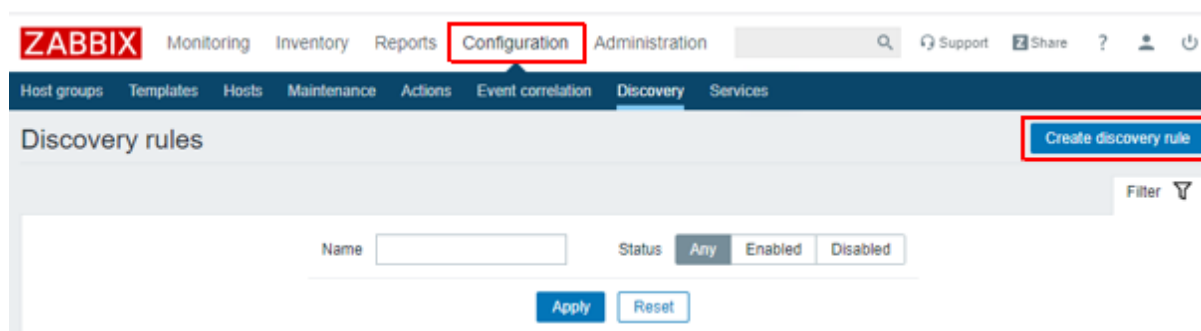 ZABBIX Monitoring Inventory Reports Configuration Administration Support Z Share ?
Host groups Templates Hosts Maintenance Actions Event correlation Discovery Services
Discovery rules Create discovery rule
Filter
Name Status Any Enabled Disabled
Apply Reset